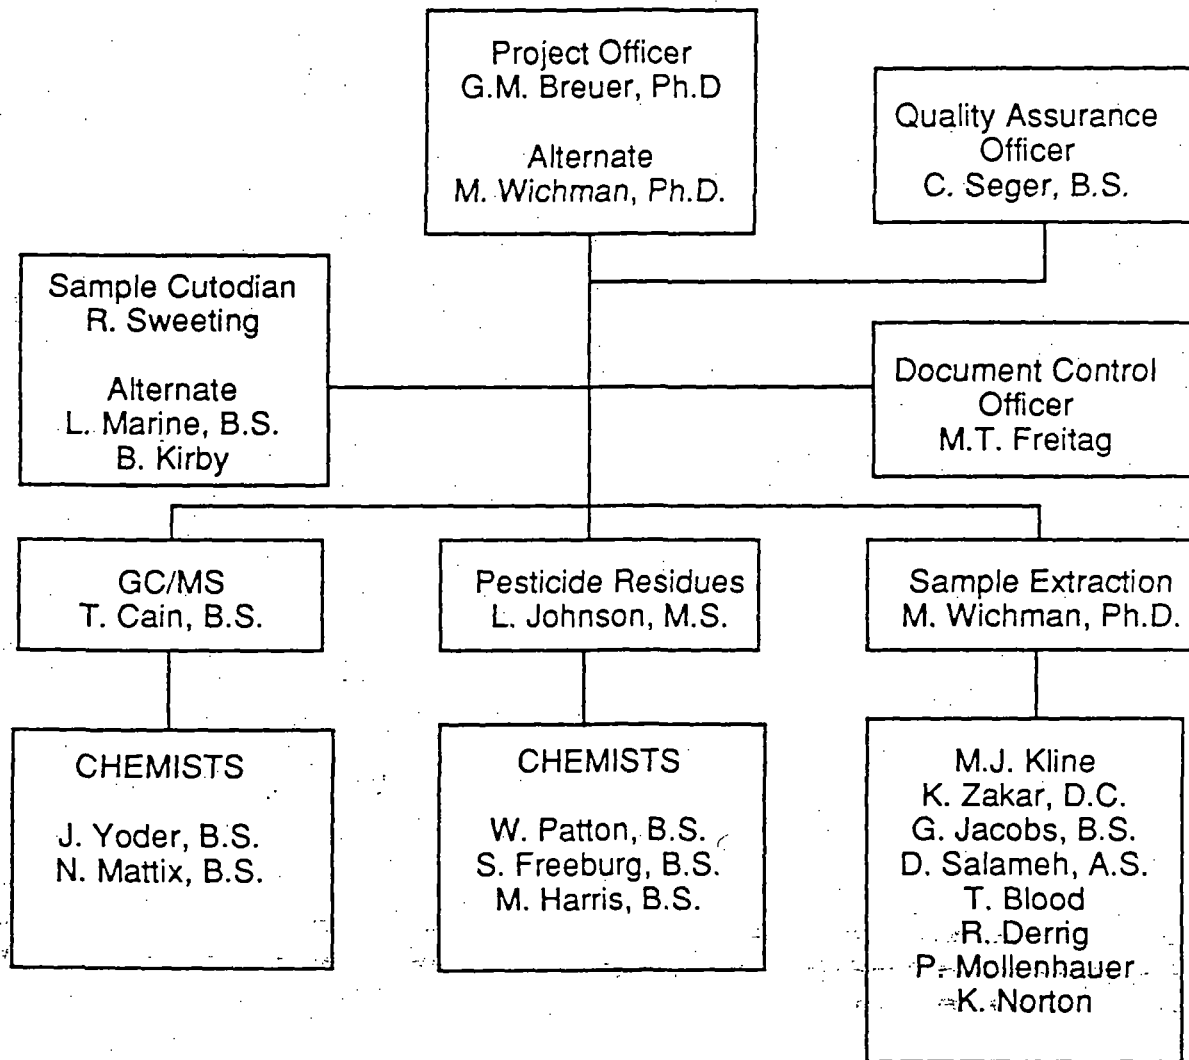 Project Officer
G.M. Breuer, Ph.D
Alternate
M. Wichman, Ph.D.
Quality Assurance
Officer
C. Seger, B.S.
Sample Cutodian
R. Sweeting
Alternate
L. Marine, B.S.
B. Kirby
Document Control
Officer
M.T. Freitag
GC/MS
T. Cain, B.S.
Pesticide Residues
L. Johnson, M.S.
Sample Extraction
M. Wichman, Ph.D.
CHEMISTS
J. Yoder, B.S.
N. Mattix, B.S.
CHEMISTS
W. Patton, B.S.
S. Freeburg, B.S.
M. Harris, B.S.
M.J. Kline
K. Zakar, D.C.
G. Jacobs, B.S.
D. Salameh, A.S.
T. Blood
R. Derrig
P. Mollenhauer
K. Norton